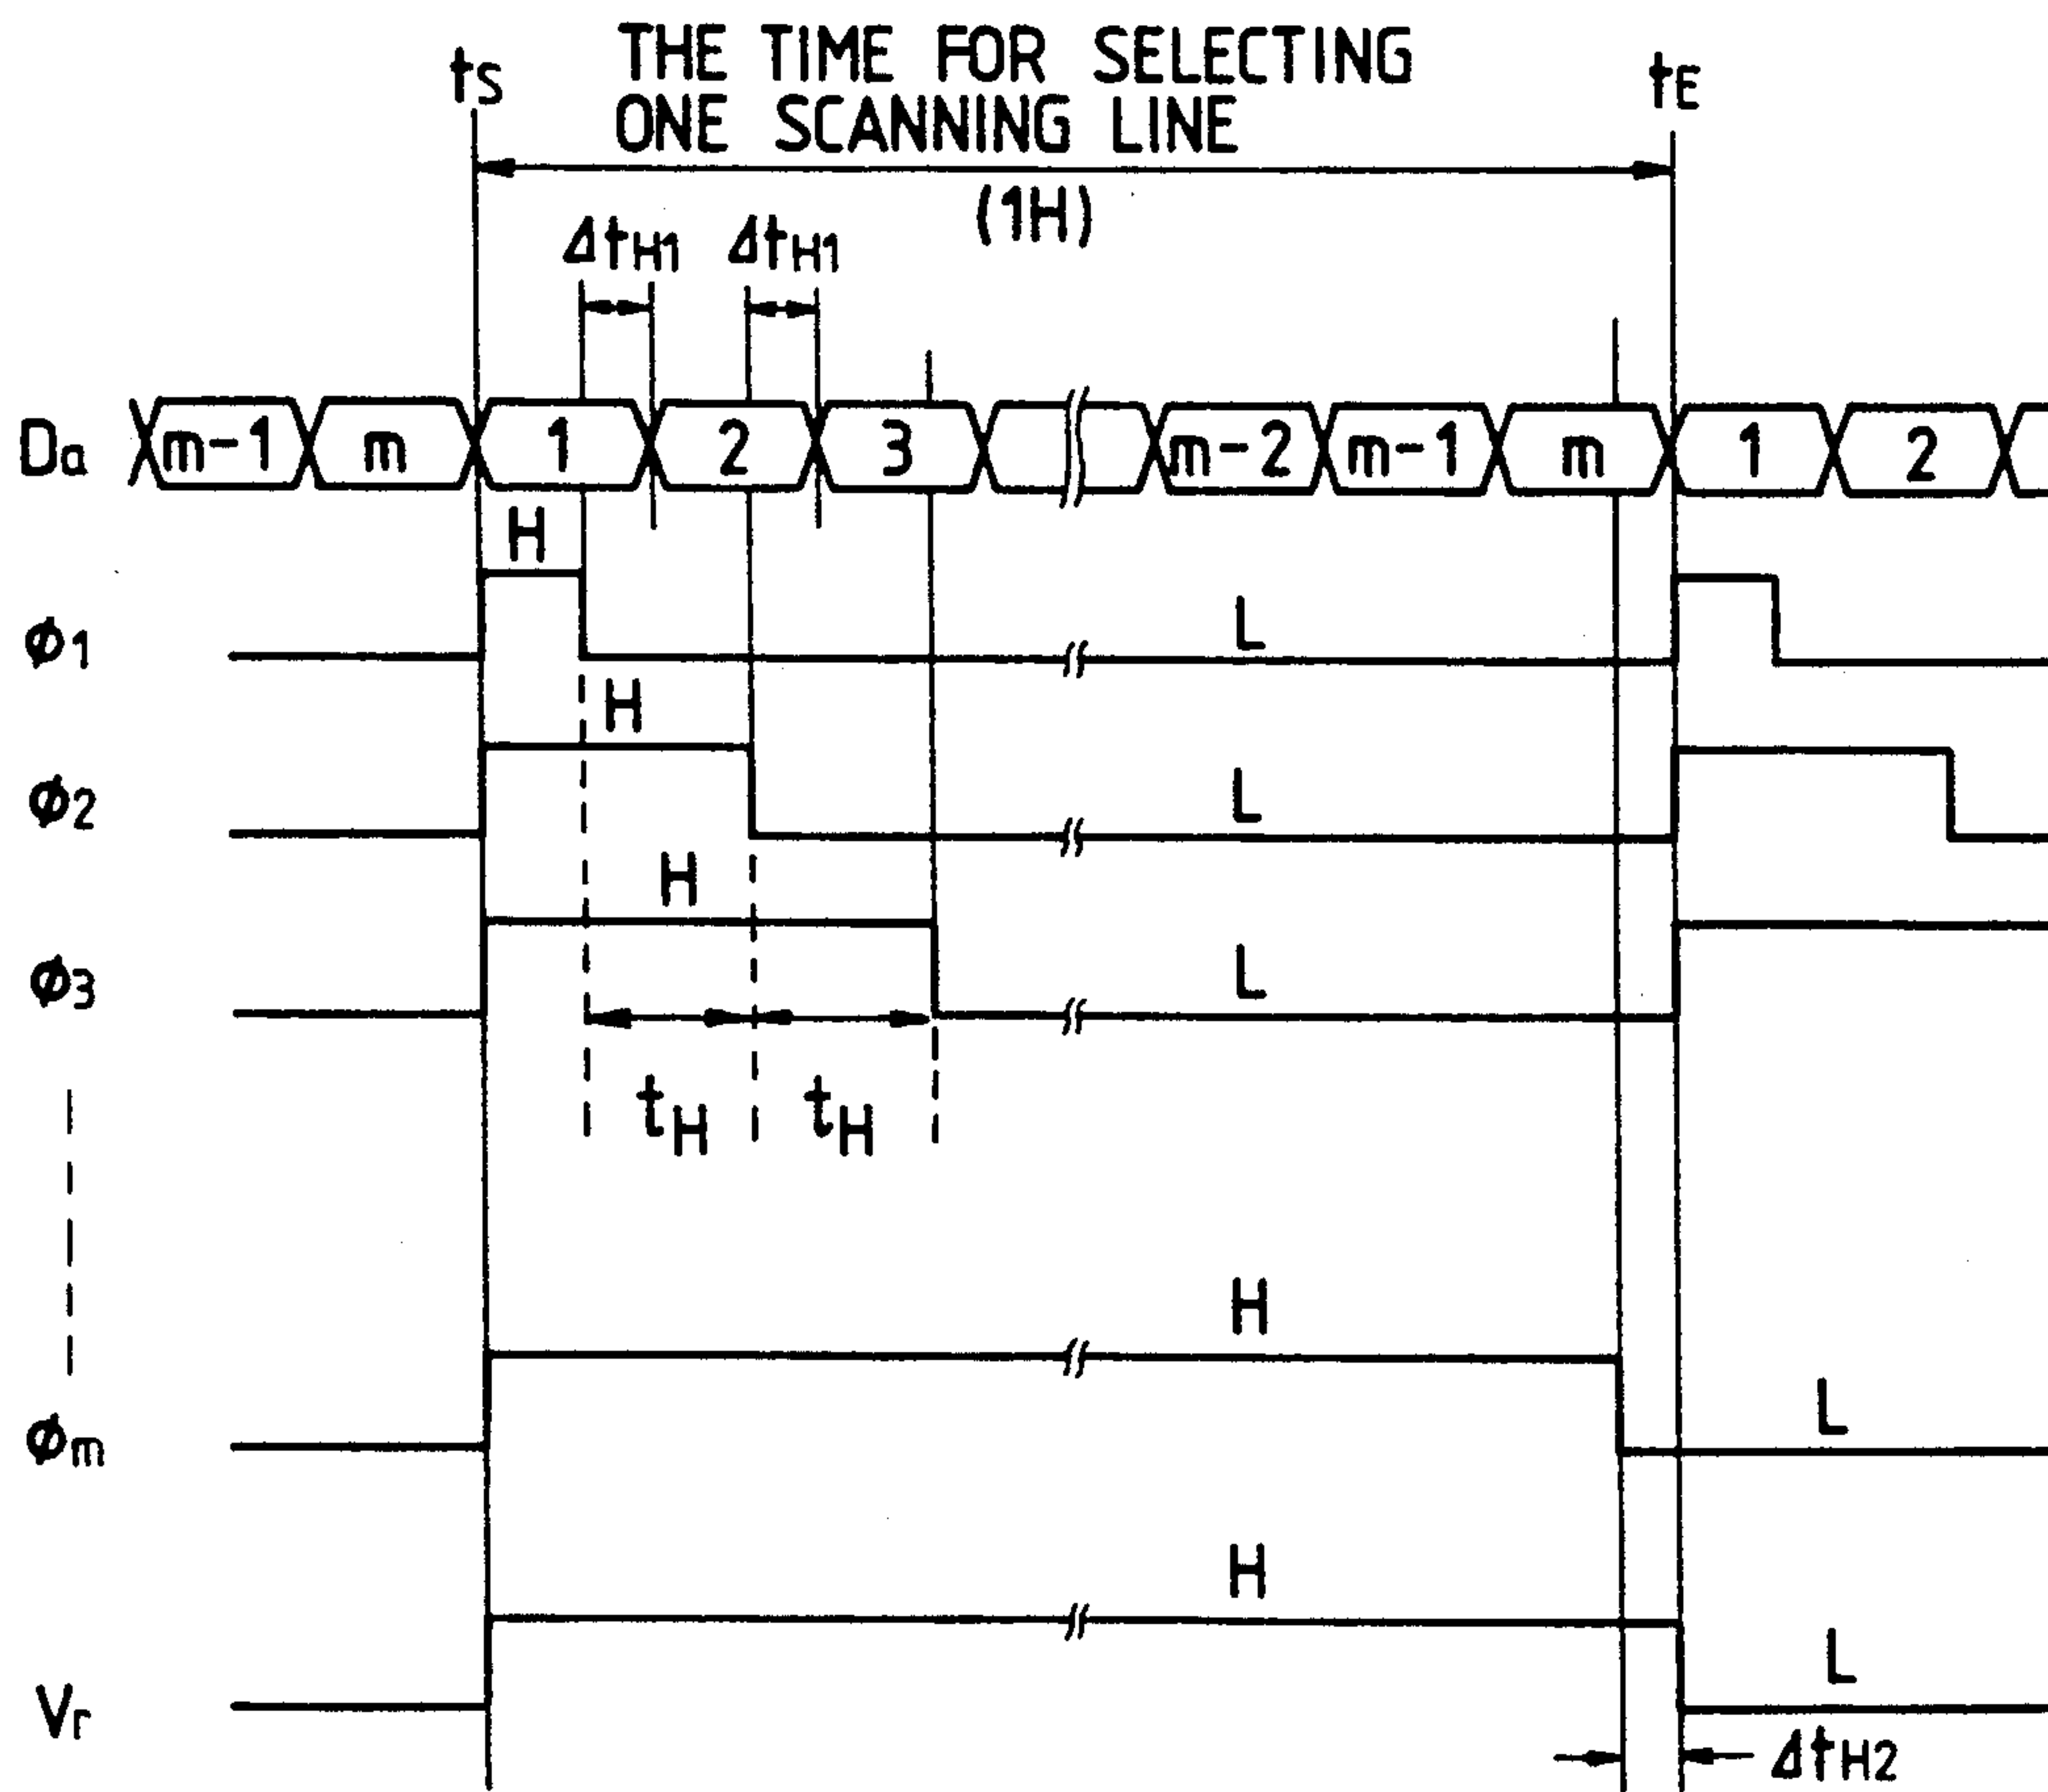 THE TIME FOR SELECTING
ONE SCANNING LINE
(1H)
tS
tE
ΔtH1 ΔtH1
Da m-1 m 1 2 3 m-2 m-1 m 1 2
H
ϕ1 L
H
ϕ2 L
H
ϕ3 L
tH tH
H
ϕm L
H
Vr L
ΔtH2